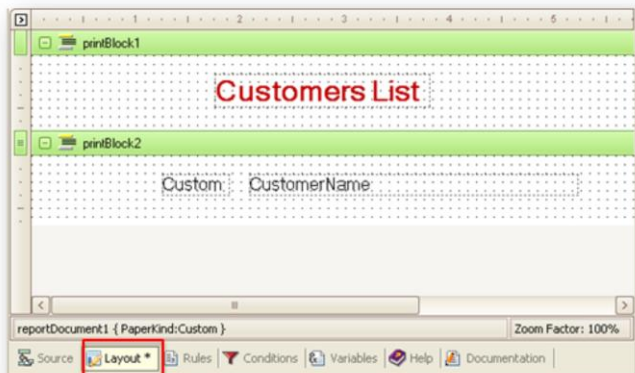 2 3 4 5
printBlock1
Customers List
printBlock2
Custom CustomerName
reportDocument1 { PaperKind:Custom } Zoom Factor: 100%
Source Layout * Rules Conditions Variables Help Documentation